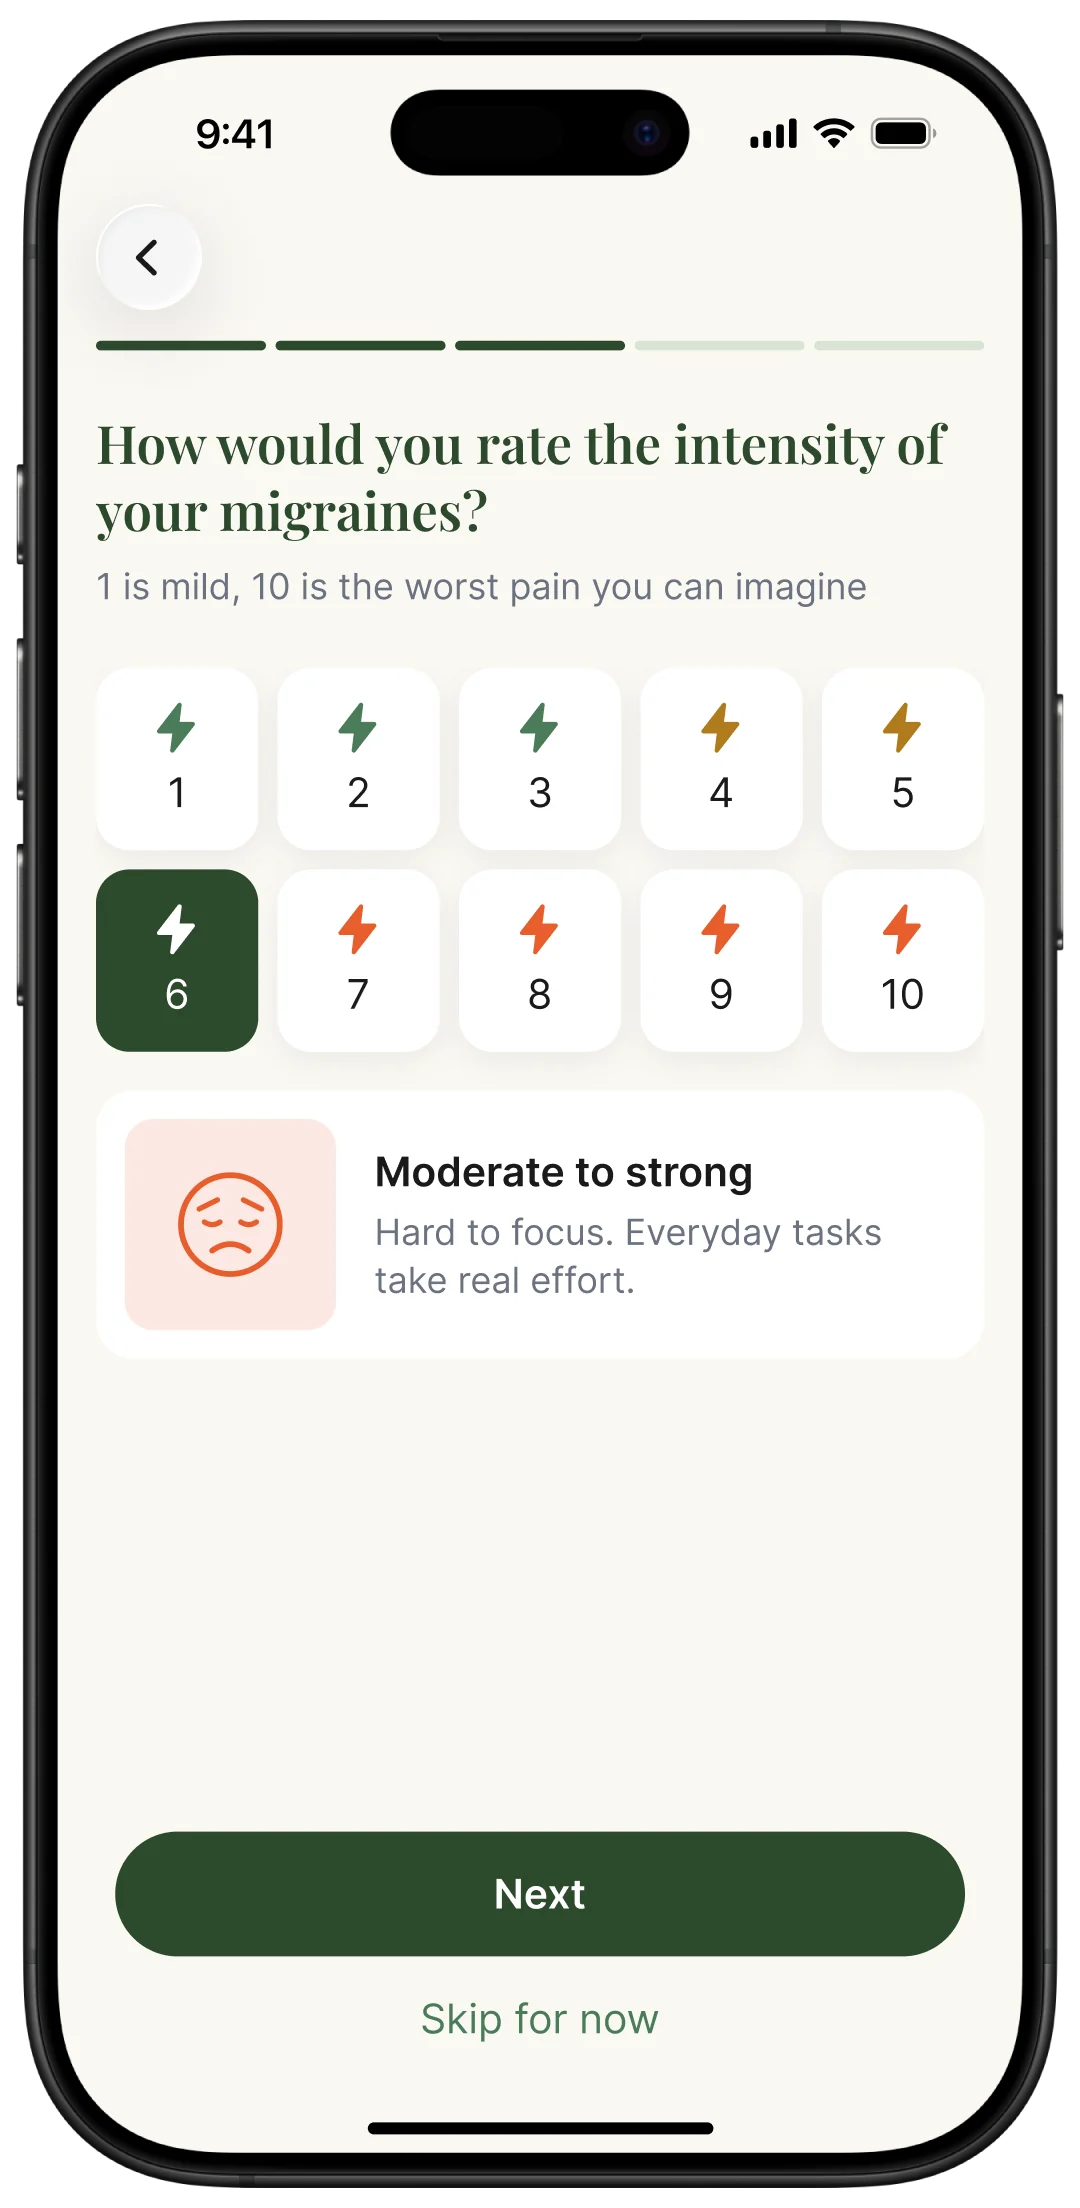 9:41
How would you rate the intensity of
your migraines?
1 is mild, 10 is the worst pain you can imagine
1 2 3 4 5
6 7 8 9 10
Moderate to strong
Hard to focus. Everyday tasks
take real effort.
Next
Skip for now